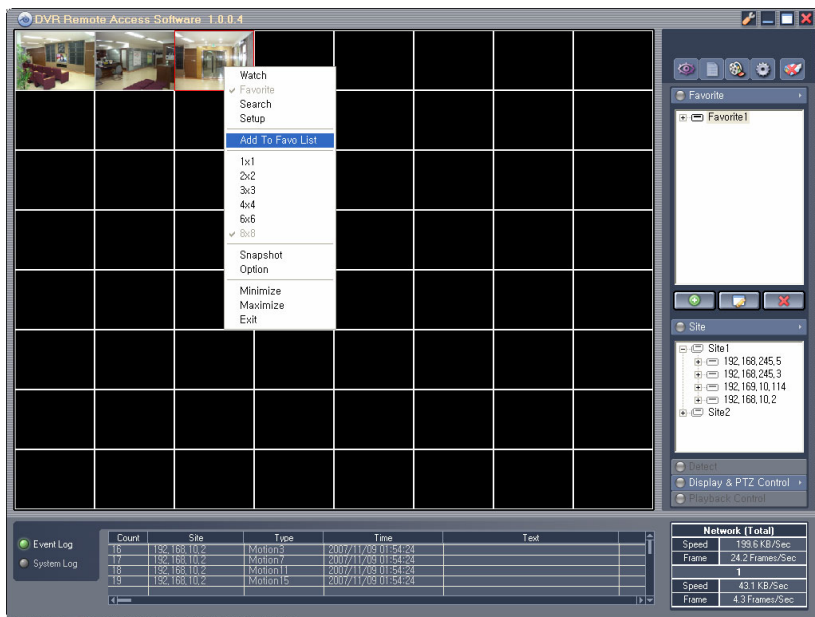 DVR Remote Access Software 1.0.0.4
Watch
Favorite
Search
Setup
Add To Favo List
1x1
2x2
3x3
4x4
6x6
8x8
Snapshot
Option
Minimize
Maximize
Exit
Favorite
Favorite1
Site
Site1
192,168,245,5
192,168,245,3
192,169,10,114
192,168,10,2
Site2
Detect
Display & PTZ Control
Playback Control
Event Log
System Log
Count Site Type Time Text
16 192,168,10,2 Motion3 2007/11/09 01:54:24
17 192,168,10,2 Motion7 2007/11/09 01:54:24
18 192,168,10,2 Motion11 2007/11/09 01:54:24
19 192,168,10,2 Motion15 2007/11/09 01:54:24
Network (Total)
Speed 199.6 KB/Sec
Frame 24.2 Frames/Sec
1
Speed 43.1 KB/Sec
Frame 4.3 Frames/Sec